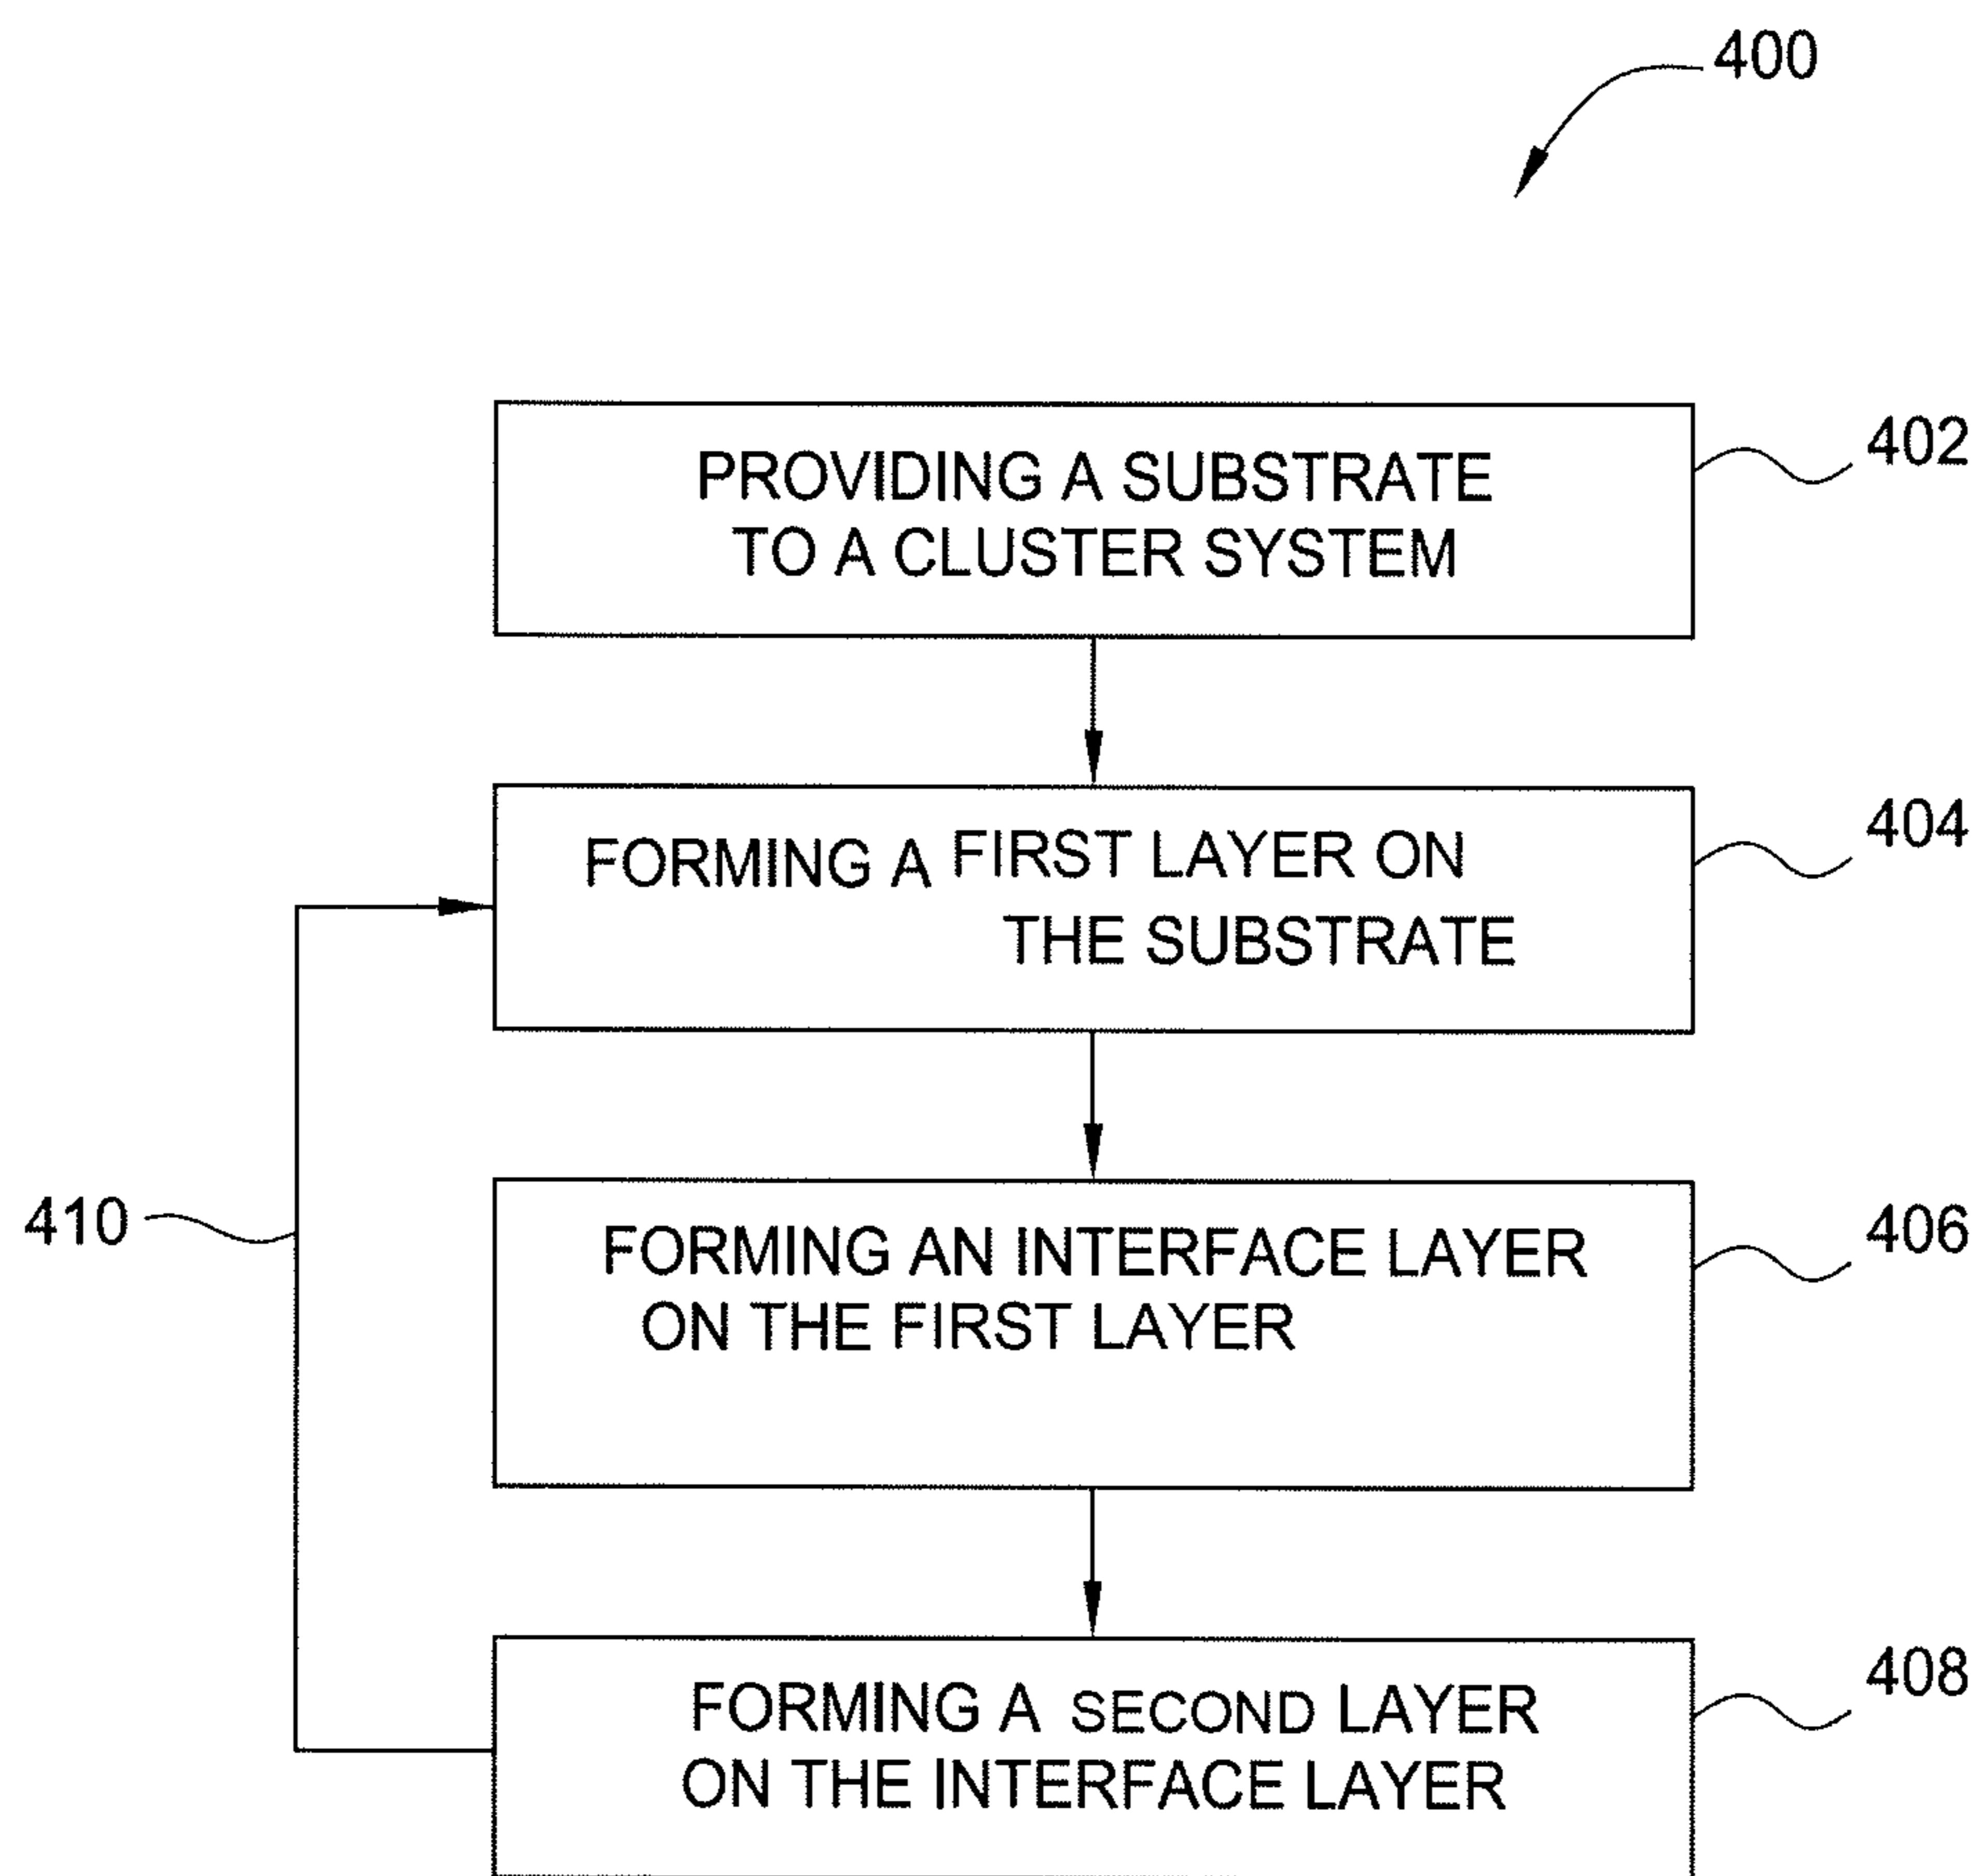 400
PROVIDING A SUBSTRATE
TO A CLUSTER SYSTEM
402
FORMING A FIRST LAYER ON
THE SUBSTRATE
404
410
FORMING AN INTERFACE LAYER
ON THE FIRST LAYER
406
FORMING A SECOND LAYER
ON THE INTERFACE LAYER
408